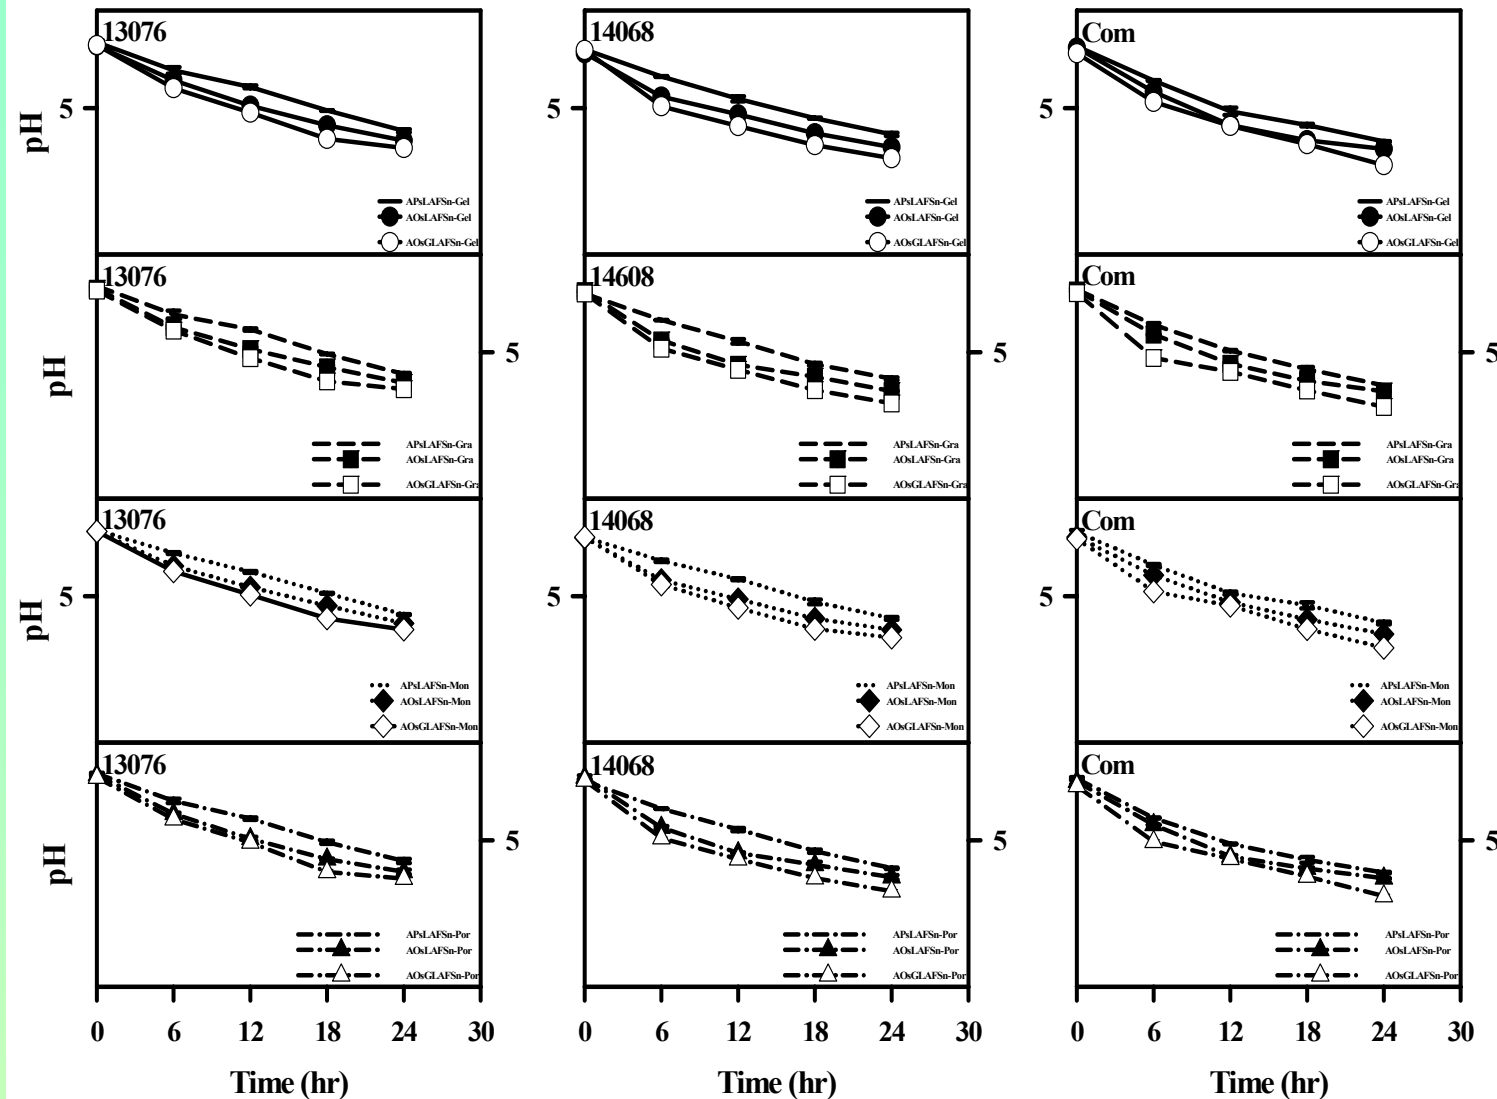 13076
14068
Com
pH
5
5
5
APsLAFSn-Gel
AOsLAFSn-Gel
AOsGLAFSn-Gel
APsLAFSn-Gel
AOsLAFSn-Gel
AOsGLAFSn-Gel
APsLAFSn-Gel
AOsLAFSn-Gel
AOsGLAFSn-Gel
13076
14608
Com
pH
5
5
5
APsLAFSn-Gra
AOsLAFSn-Gra
AOsGLAFSn-Gra
APsLAFSn-Gra
AOsLAFSn-Gra
AOsGLAFSn-Gra
APsLAFSn-Gra
AOsLAFSn-Gra
AOsGLAFSn-Gra
13076
14068
Com
pH
5
5
5
APsLAFSn-Mon
AOsLAFSn-Mon
AOsGLAFSn-Mon
APsLAFSn-Mon
AOsLAFSn-Mon
AOsGLAFSn-Mon
APsLAFSn-Mon
AOsLAFSn-Mon
AOsGLAFSn-Mon
13076
14068
Com
pH
5
5
5
APsLAFSn-Por
AOsLAFSn-Por
AOsGLAFSn-Por
APsLAFSn-Por
AOsLAFSn-Por
AOsGLAFSn-Por
APsLAFSn-Por
AOsLAFSn-Por
AOsGLAFSn-Por
0 6 12 18 24 30
0 6 12 18 24 30
0 6 12 18 24 30
Time (hr)
Time (hr)
Time (hr)